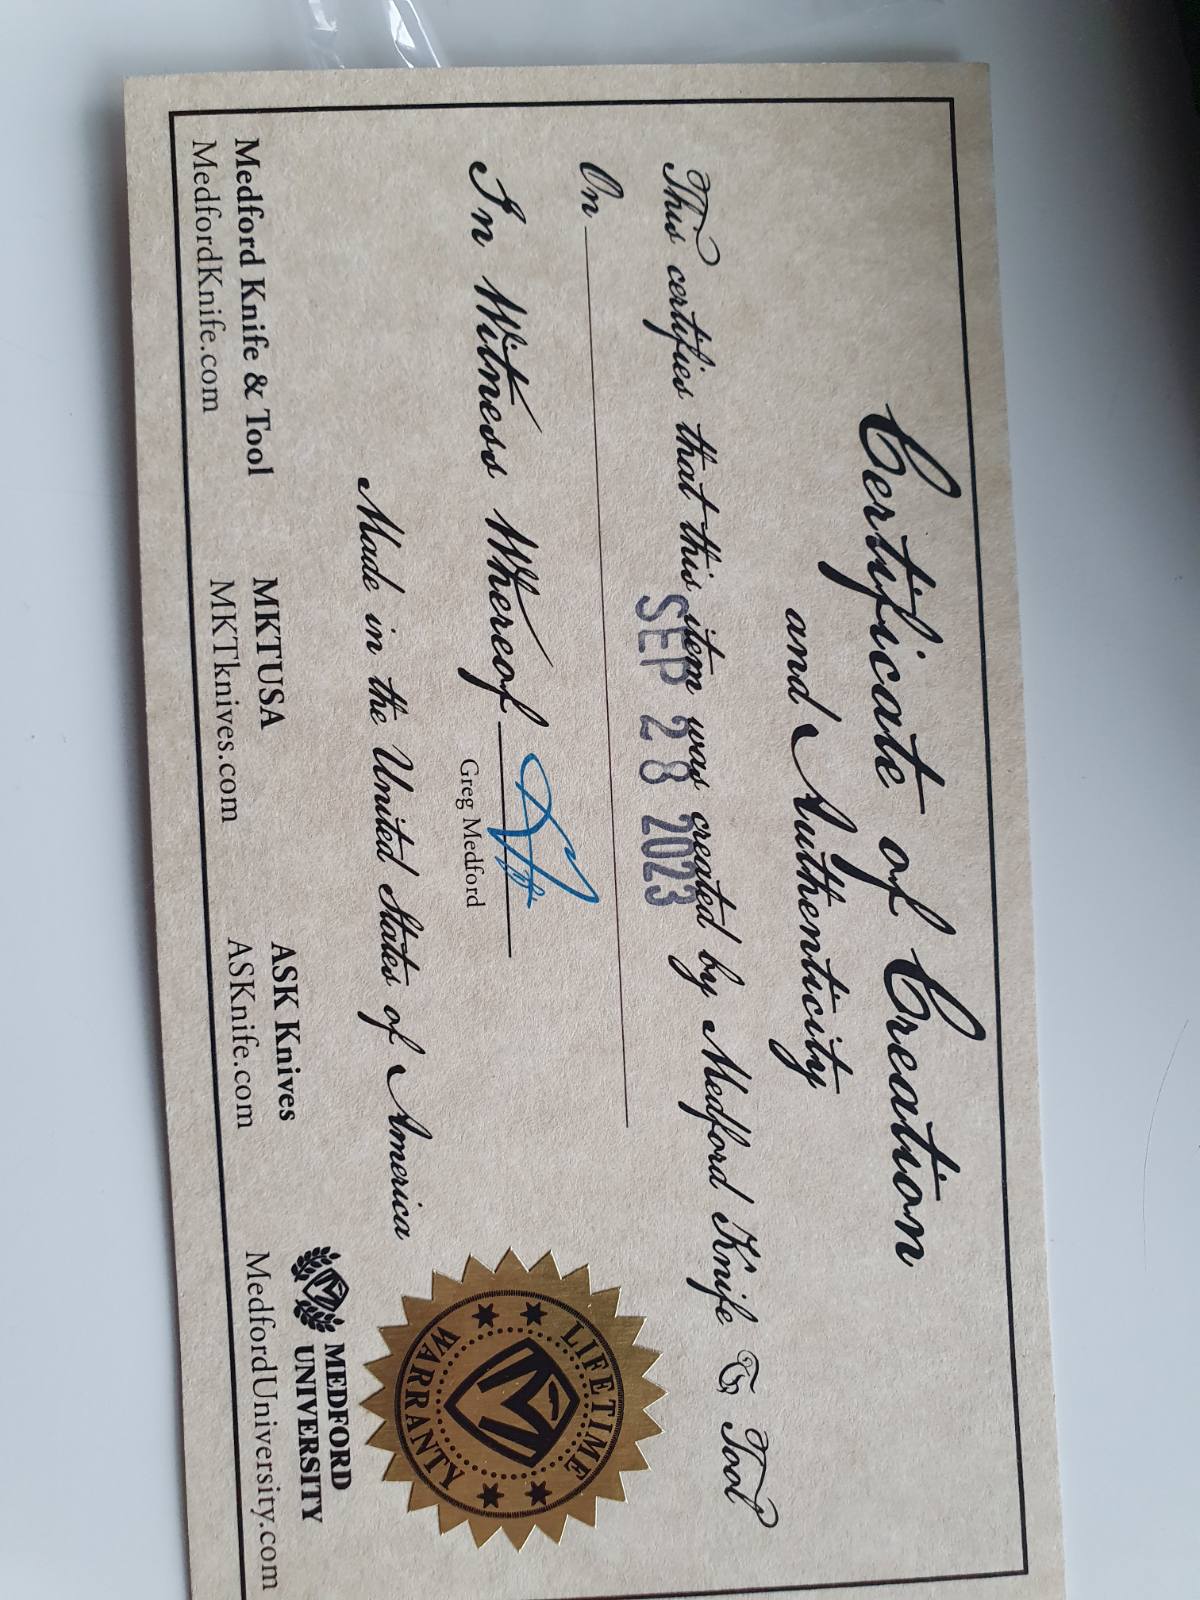 Certificate of Creation
and Authenticity
This certifies that this item was created by Medford Knife & Tool
SEP 28 2023
On
In Witness Whereof
Greg Medford
Made in the United States of America
LIFETIME
WARRANTY
Medford Knife & Tool
MedfordKnife.com
MKTUSA
MKTknives.com
ASK Knives
ASKnife.com
MEDFORD
UNIVERSITY
MedfordUniversity.com